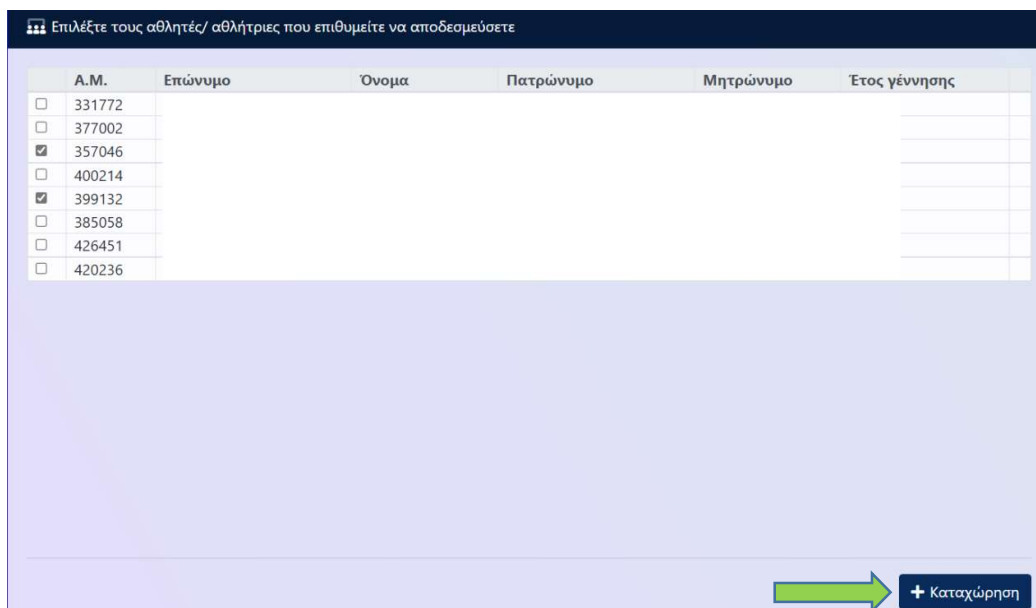 Επιλέξτε τους αθλητές/ αθλήτριες που επιθυμείτε να αποδεσμεύσετε
Α.Μ. Επώνυμο Όνομα Πατρώνυμο Μητρώνυμο Έτος γέννησης
331772
377002
357046
400214
399132
385058
426451
420236
+ Καταχώρηση